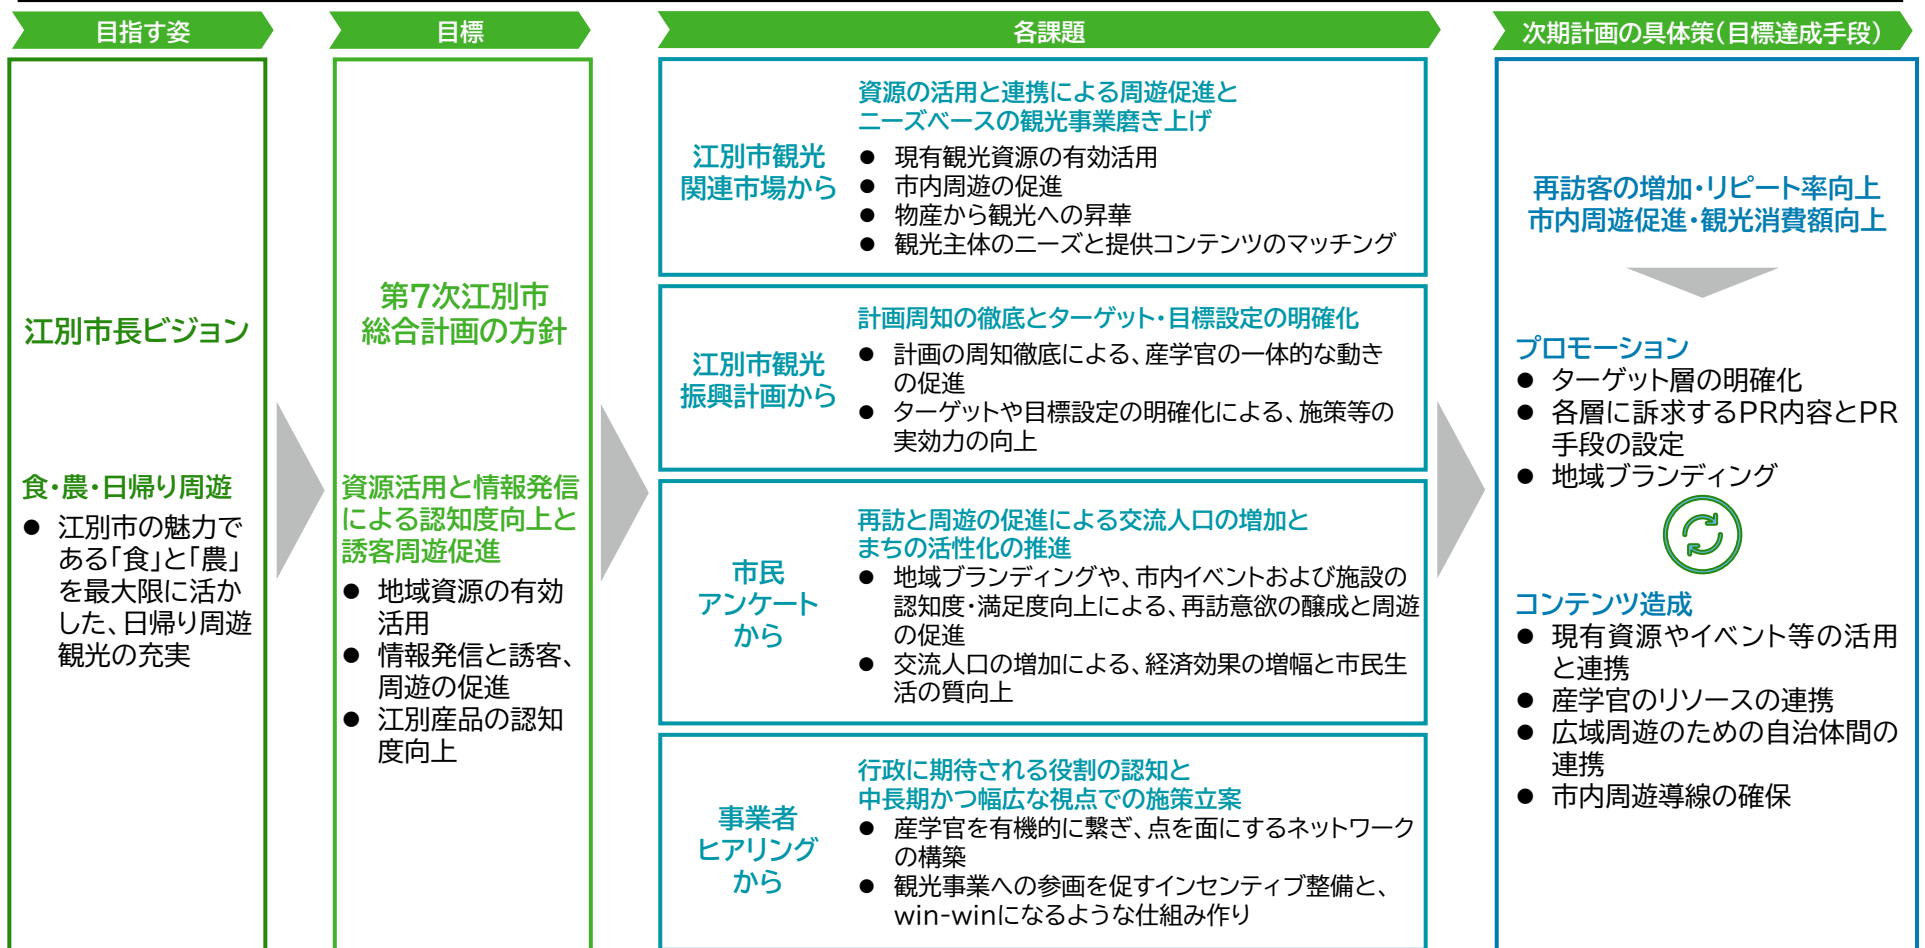 目指す姿
江別市長ビジョン
食・農・日帰り周遊
● 江別市の魅力で
ある「食」と「農」
を最大限に活か
した、日帰り周遊
観光の充実
目標
第7次江別市
総合計画の方針
資源活用と情報発信
による認知度向上と
誘客周遊促進
● 地域資源の有効
活用
● 情報発信と誘客、
周遊の促進
● 江別産品の認知
度向上
各課題
江別市観光
関連市場から
資源の活用と連携による周遊促進と
ニーズベースの観光事業磨き上げ
● 現有観光資源の有効活用
● 市内周遊の促進
● 物産から観光への昇華
● 観光主体のニーズと提供コンテンツのマッチング
江別市観光
振興計画から
計画周知の徹底とターゲット・目標設定の明確化
● 計画の周知徹底による、産学官の一体的な動き
の促進
● ターゲットや目標設定の明確化による、施策等の
実効力の向上
市民
アンケート
から
再訪と周遊の促進による交流人口の増加と
まちの活性化の推進
● 地域ブランディングや、市内イベントおよび施設の
認知度・満足度向上による、再訪意欲の醸成と周遊
の促進
● 交流人口の増加による、経済効果の増幅と市民生
活の質向上
事業者
ヒアリング
から
行政に期待される役割の認知と
中長期かつ幅広な視点での施策立案
● 産学官を有機的に繋ぎ、点を面にするネットワーク
の構築
● 観光事業への参画を促すインセンティブ整備と、
win-winになるような仕組み作り
次期計画の具体策(目標達成手段)
再訪客の増加・リピート率向上
市内周遊促進・観光消費額向上
プロモーション
● ターゲット層の明確化
● 各層に訴求するPR内容とPR
手段の設定
● 地域ブランディング
コンテンツ造成
● 現有資源やイベント等の活用
と連携
● 産学官のリソースの連携
● 広域周遊のための自治体間の
連携
● 市内周遊導線の確保